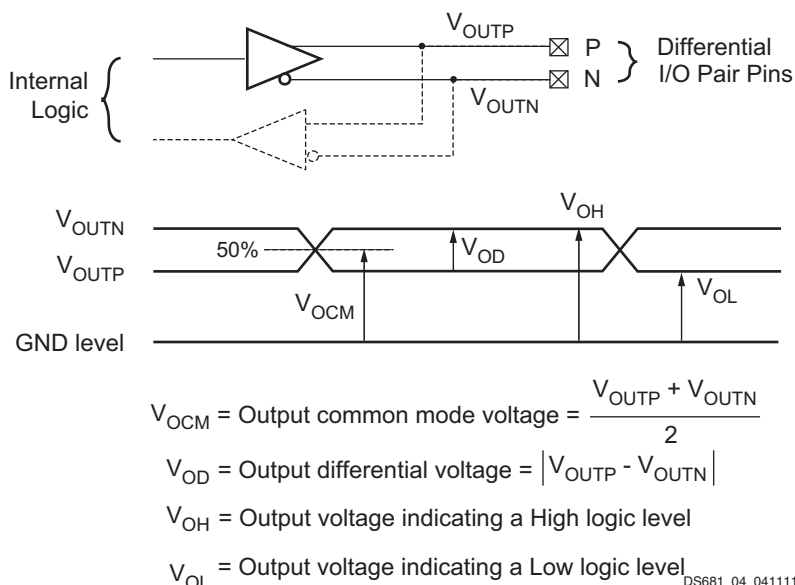 V_OUTP
P
N
Differential
I/O Pair Pins
Internal
Logic
V_OUTN
V_OUTN
V_OH
50%
V_OD
V_OUTP
V_OCM
V_OL
GND level
V_OCM = Output common mode voltage = (V_OUTP + V_OUTN) / 2
V_OD = Output differential voltage = |V_OUTP - V_OUTN|
V_OH = Output voltage indicating a High logic level
V_OL = Output voltage indicating a Low logic level
DS681_04_041111